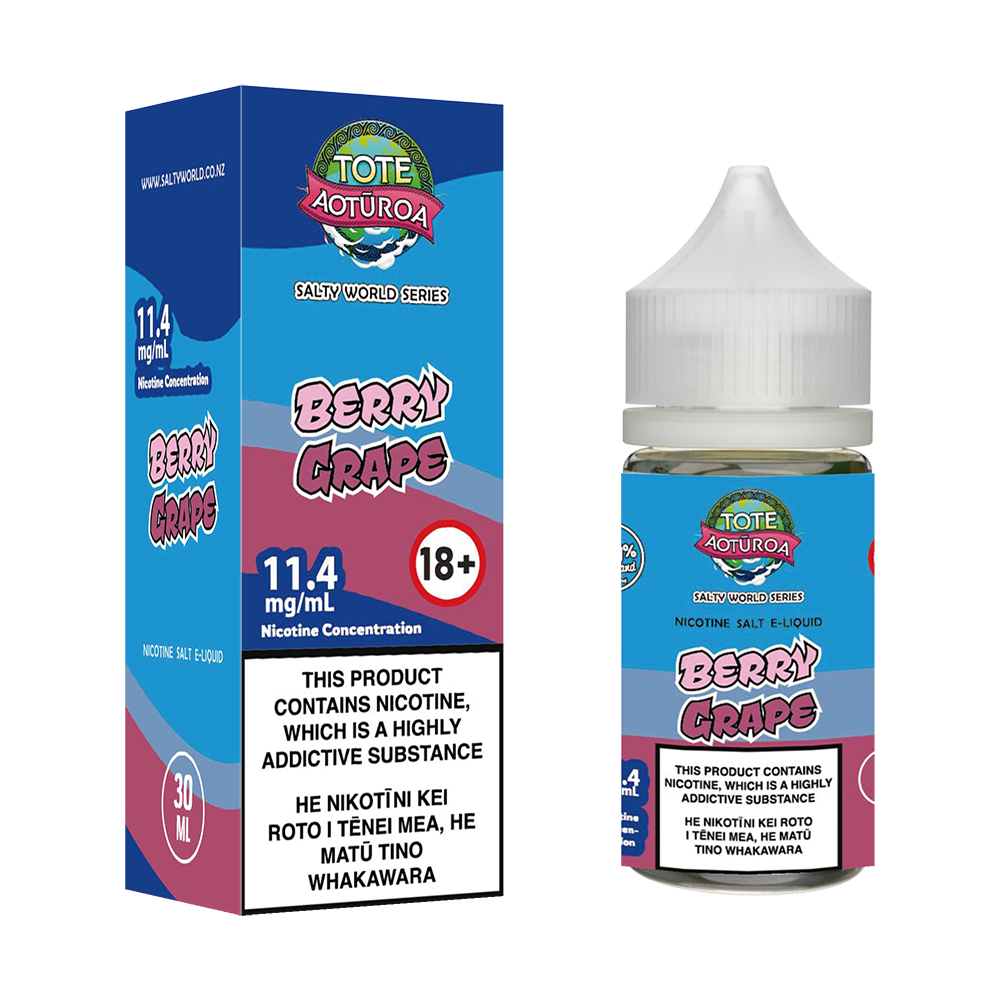 WWW.SALTYWORLD.CO.NZ
11.4
mg/mL
Nicotine Concentration
BERRY
GRAPE
NICOTINE SALT E-LIQUID
30
ML
TOTE
AOTŪROA
SALTY WORLD SERIES
BERRY
GRAPE
11.4
mg/mL
Nicotine Concentration
18+
THIS PRODUCT
CONTAINS NICOTINE,
WHICH IS A HIGHLY
ADDICTIVE SUBSTANCE
HE NIKOTĪNI KEI
ROTO I TĒNEI MEA, HE
MATŪ TINO
WHAKAWARA
TOTE
AOTŪROA
SALTY WORLD SERIES
NICOTINE SALT E-LIQUID
BERRY
GRAPE
.4
mL
THIS PRODUCT CONTAINS
NICOTINE, WHICH IS A HIGHLY
ADDICTIVE SUBSTANCE
HE NIKOTĪNI KEI ROTO
I TĒNEI MEA, HE MATŪ
TINO WHAKAWARA